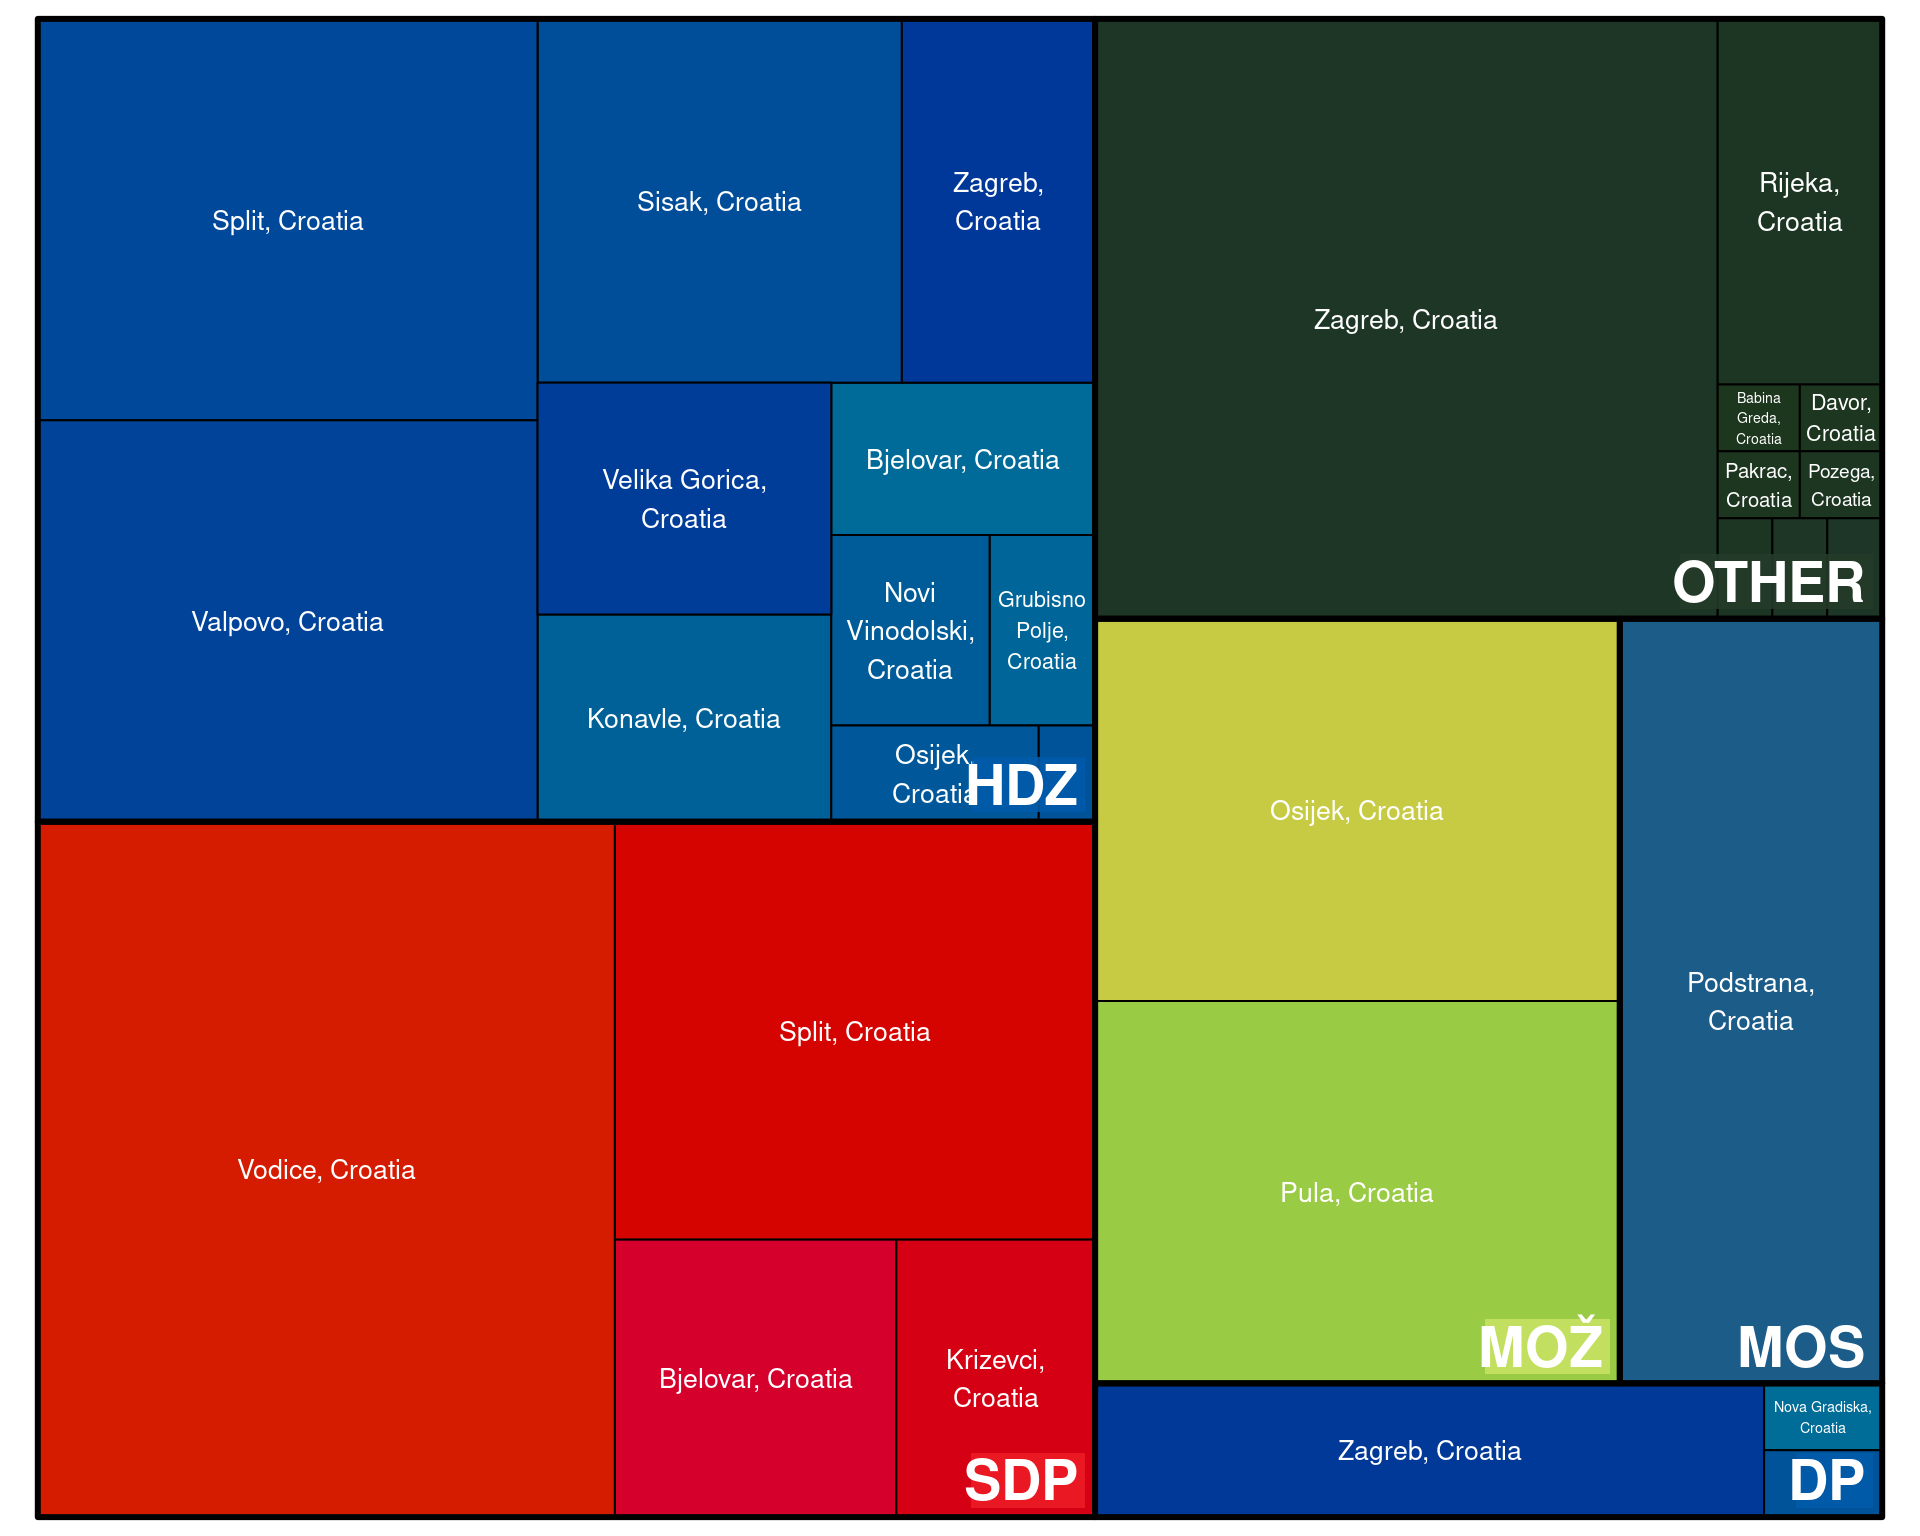 Split, Croatia
Sisak, Croatia
Zagreb,
Croatia
Valpovo, Croatia
Velika Gorica,
Croatia
Bjelovar, Croatia
Novi
Vinodolski,
Croatia
Grubisno
Polje,
Croatia
Konavle, Croatia
Osijek,
Croatia
HDZ
Vodice, Croatia
Split, Croatia
Bjelovar, Croatia
Krizevci,
Croatia
SDP
Zagreb, Croatia
Rijeka,
Croatia
Babina
Greda,
Croatia
Davor,
Croatia
Pakrac,
Croatia
Pozega,
Croatia
OTHER
Osijek, Croatia
Pula, Croatia
MOŽ
Podstrana,
Croatia
MOS
Zagreb, Croatia
Nova Gradiska,
Croatia
DP